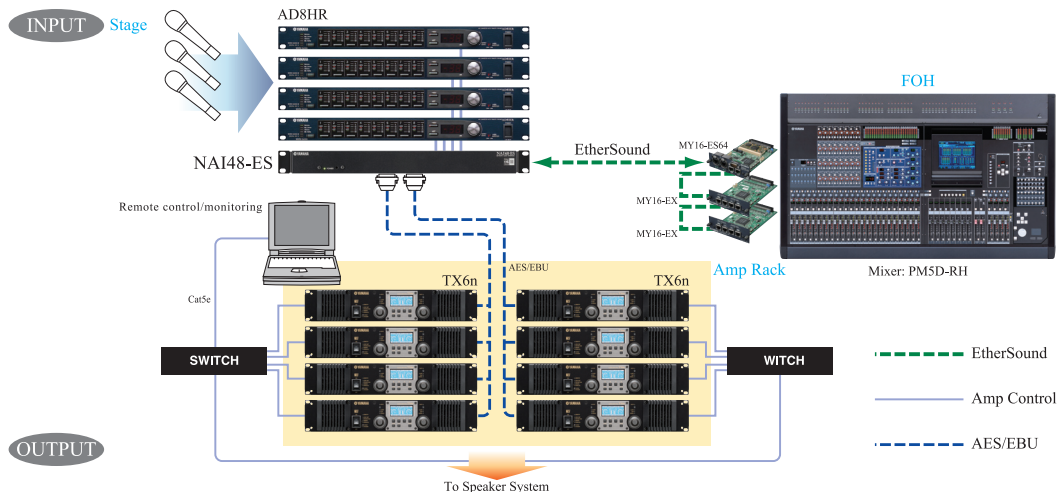 INPUT
Stage
AD8HR
FOH
NAI48-ES
EtherSound
MY16-ES64
MY16-EX
MY16-EX
Remote control/monitoring
Mixer: PM5D-RH
Amp Rack
AES/EBU
TX6n
TX6n
Cat5e
SWITCH
WITCH
EtherSound
Amp Control
AES/EBU
OUTPUT
To Speaker System